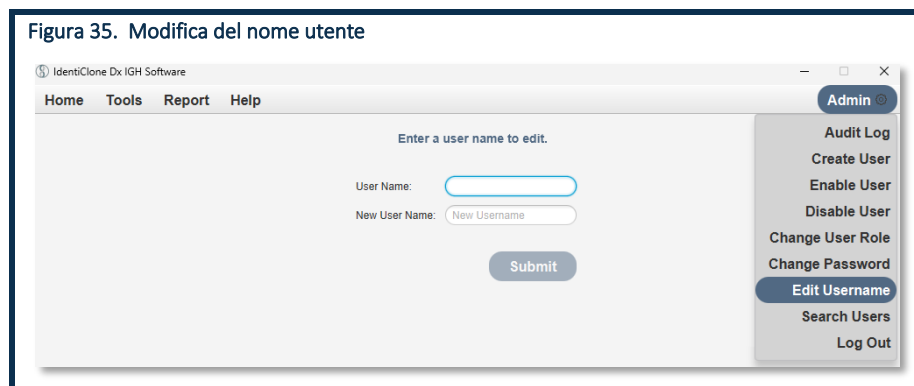 Figura 35. Modifica del nome utente
IdentiClone Dx IGH Software
Home Tools Report Help Admin
Enter a user name to edit.
User Name:
New User Name: New Username
Submit
Audit Log
Create User
Enable User
Disable User
Change User Role
Change Password
Edit Username
Search Users
Log Out